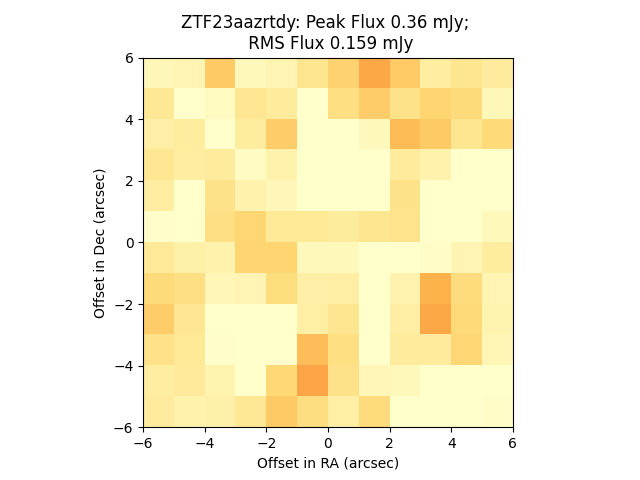 ZTF23aazrtdy: Peak Flux 0.36 mJy;
RMS Flux 0.159 mJy
6
4
2
0
−2
−4
−6
Offset in Dec (arcsec)
−6 −4 −2 0 2 4 6
Offset in RA (arcsec)